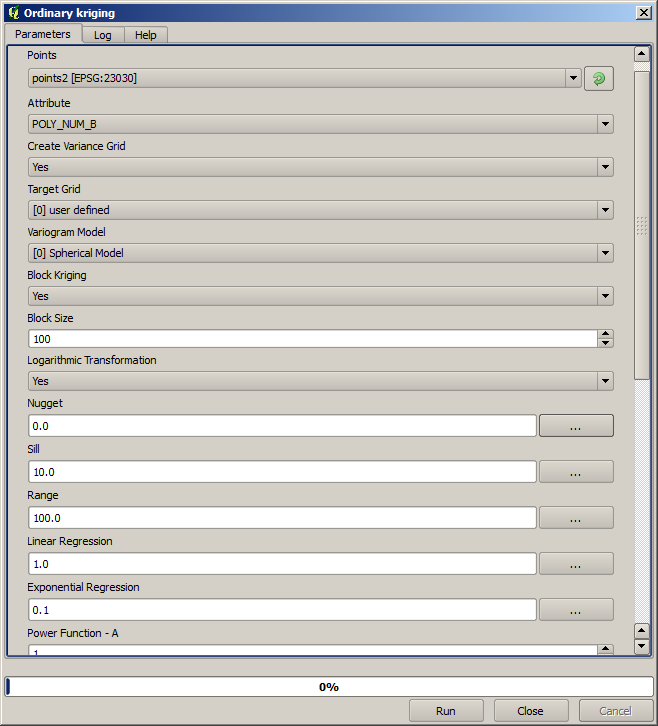 Ordinary kriging
Parameters
Log
Help
Points
points2 [EPSG:23030]
Attribute
POLY_NUM_B
Create Variance Grid
Yes
Target Grid
[0] user defined
Variogram Model
[0] Spherical Model
Block Kriging
Yes
Block Size
100
Logarithmic Transformation
Yes
Nugget
0.0
...
Sill
10.0
...
Range
100.0
...
Linear Regression
1.0
...
Exponential Regression
0.1
...
Power Function - A
1
0%
Run
Close
Cancel